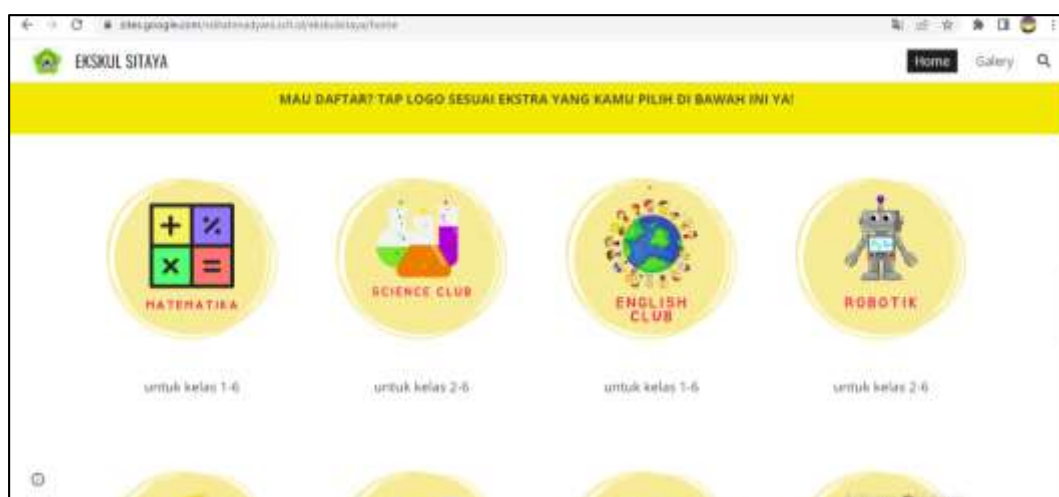 EKSKUL SITAYA
Home
Galery
MAU DAFTAR? TAP LOGO SESUAI EKSTRA YANG KAMU PILIH DI BAWAH INI YA!
MATEMATIKA
SCIENCE CLUB
ENGLISH
CLUB
ROBOTIK
untuk kelas 1-6
untuk kelas 2-6
untuk kelas 1-6
untuk kelas 2-6